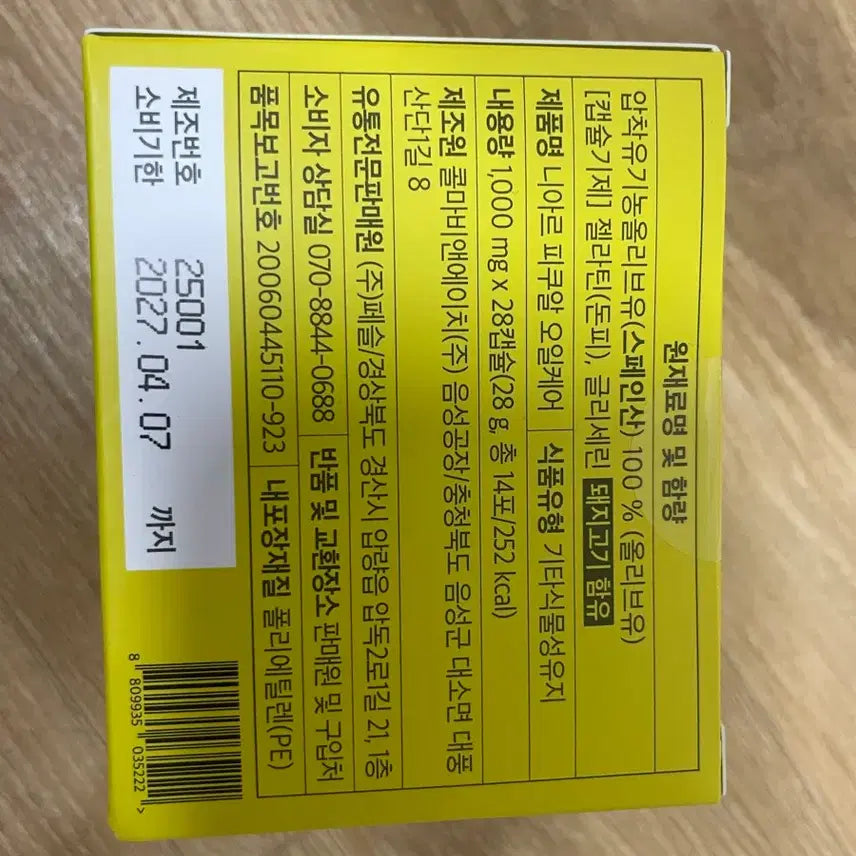 원재료명 및 함량
압착유기농올리브유(스페인산) 100 % (올리브유)
[캡슐기제] 젤라틴(돈피), 글리세린 돼지고기 함유
제품명 니아르 피쿠알 오일케어 식품유형 기타식물성유지
내용량 1,000 mg x 28캡슐(28 g, 총 14포/252 kcal)
제조원 콜마비앤에이치(주) 음성공장/충청북도 음성군 대소면 대풍
산단1길 8
유통전문판매원 (주)페슬/경상북도 경산시 압량읍 압독2로1길 21, 1층
소비자 상담실 070-8844-0688 반품 및 교환장소 판매원 및 구입처
품목보고번호 20060445110-923 내포장재질 폴리에틸렌(PE)
제조번호 25001
소비기한 2027.04.07 까지
8 809935 035222 >